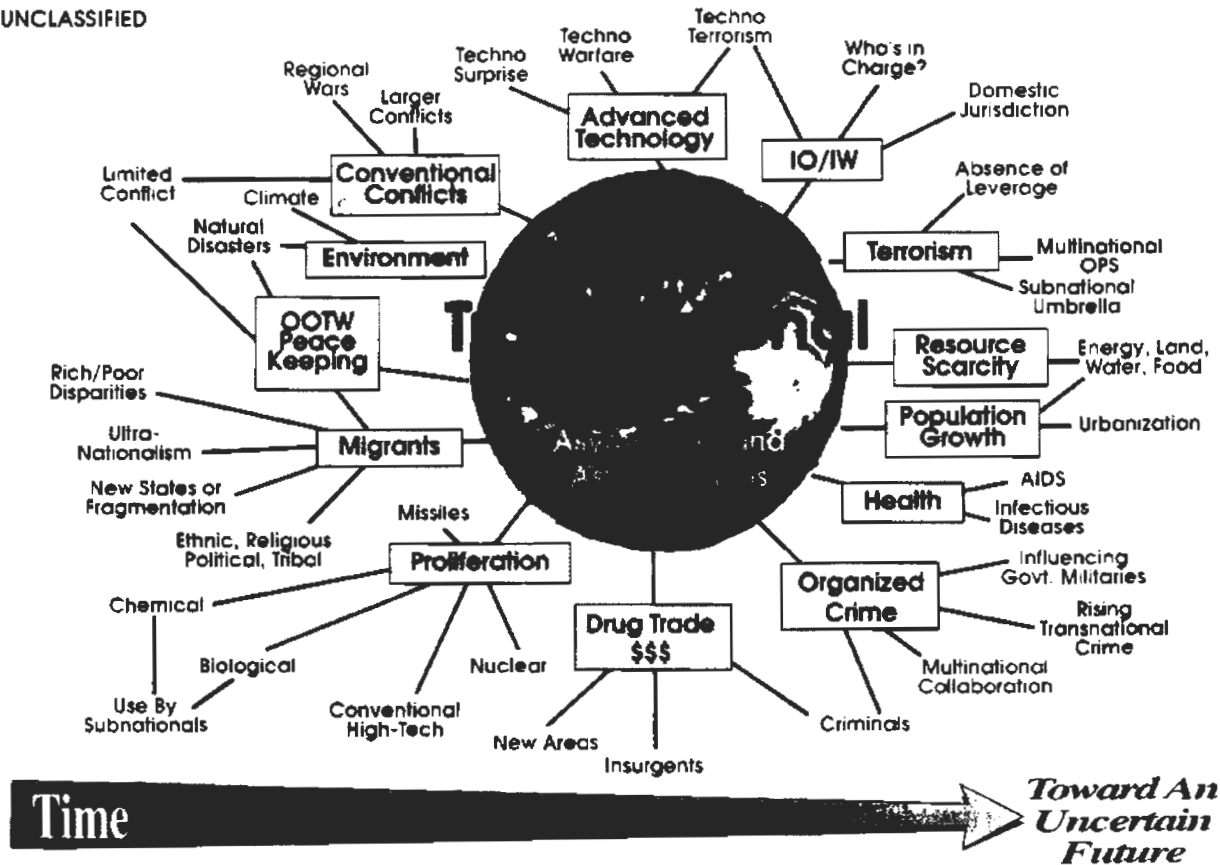 UNCLASSIFIED
Techno
Terrorism
Techno
Warfare
Techno
Surprise
Who's in
Charge?
Regional
Wars
Larger
Conflicts
Domestic
Jurisdiction
Advanced
Technology
IO/IW
Limited
Conflict
Conventional
Conflicts
Absence of
Leverage
Climate
Natural
Disasters
Environment
Terrorism
Multinational
OPS
Subnational
Umbrella
OOTW
Peace
Keeping
Resource
Scarcity
Energy, Land,
Water, Food
Rich/Poor
Disparities
Population
Growth
Urbanization
Ultra-
Nationalism
Migrants
New States or
Fragmentation
Health
AIDS
Infectious
Diseases
Ethnic, Religious
Political, Tribal
Missiles
Proliferation
Influencing
Govt. Militaries
Organized
Crime
Chemical
Rising
Transnational
Crime
Drug Trade
$$$
Biological
Nuclear
Multinational
Collaboration
Use By
Subnationals
Conventional
High-Tech
New Areas
Criminals
Insurgents
Time
Toward An
Uncertain
Future